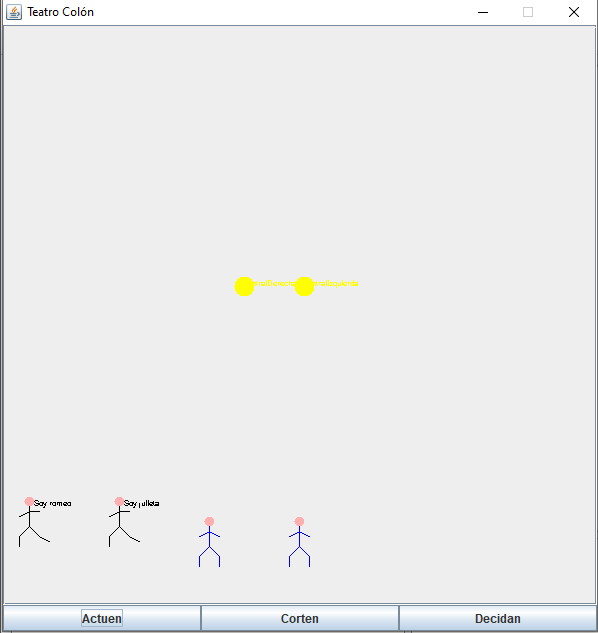 Teatro Colón
Soy romeo
Soy julieta
Actuen
Corten
Decidan